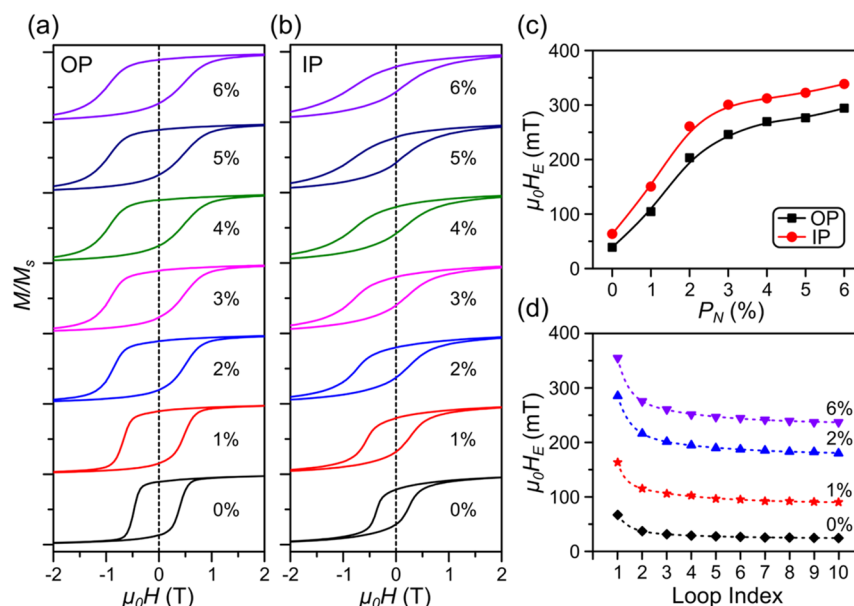 (a)
OP
6%
5%
4%
3%
2%
1%
0%
M/Ms
-2 -1 0 1 2
μ0H (T)
(b)
IP
6%
5%
4%
3%
2%
1%
0%
-2 -1 0 1 2
μ0H (T)
(c)
400
300
200
100
0
μ0HE (mT)
OP
IP
0 1 2 3 4 5 6
PN (%)
(d)
400
300
200
100
0
μ0HE (mT)
6%
2%
1%
0%
1 2 3 4 5 6 7 8 9 10
Loop Index